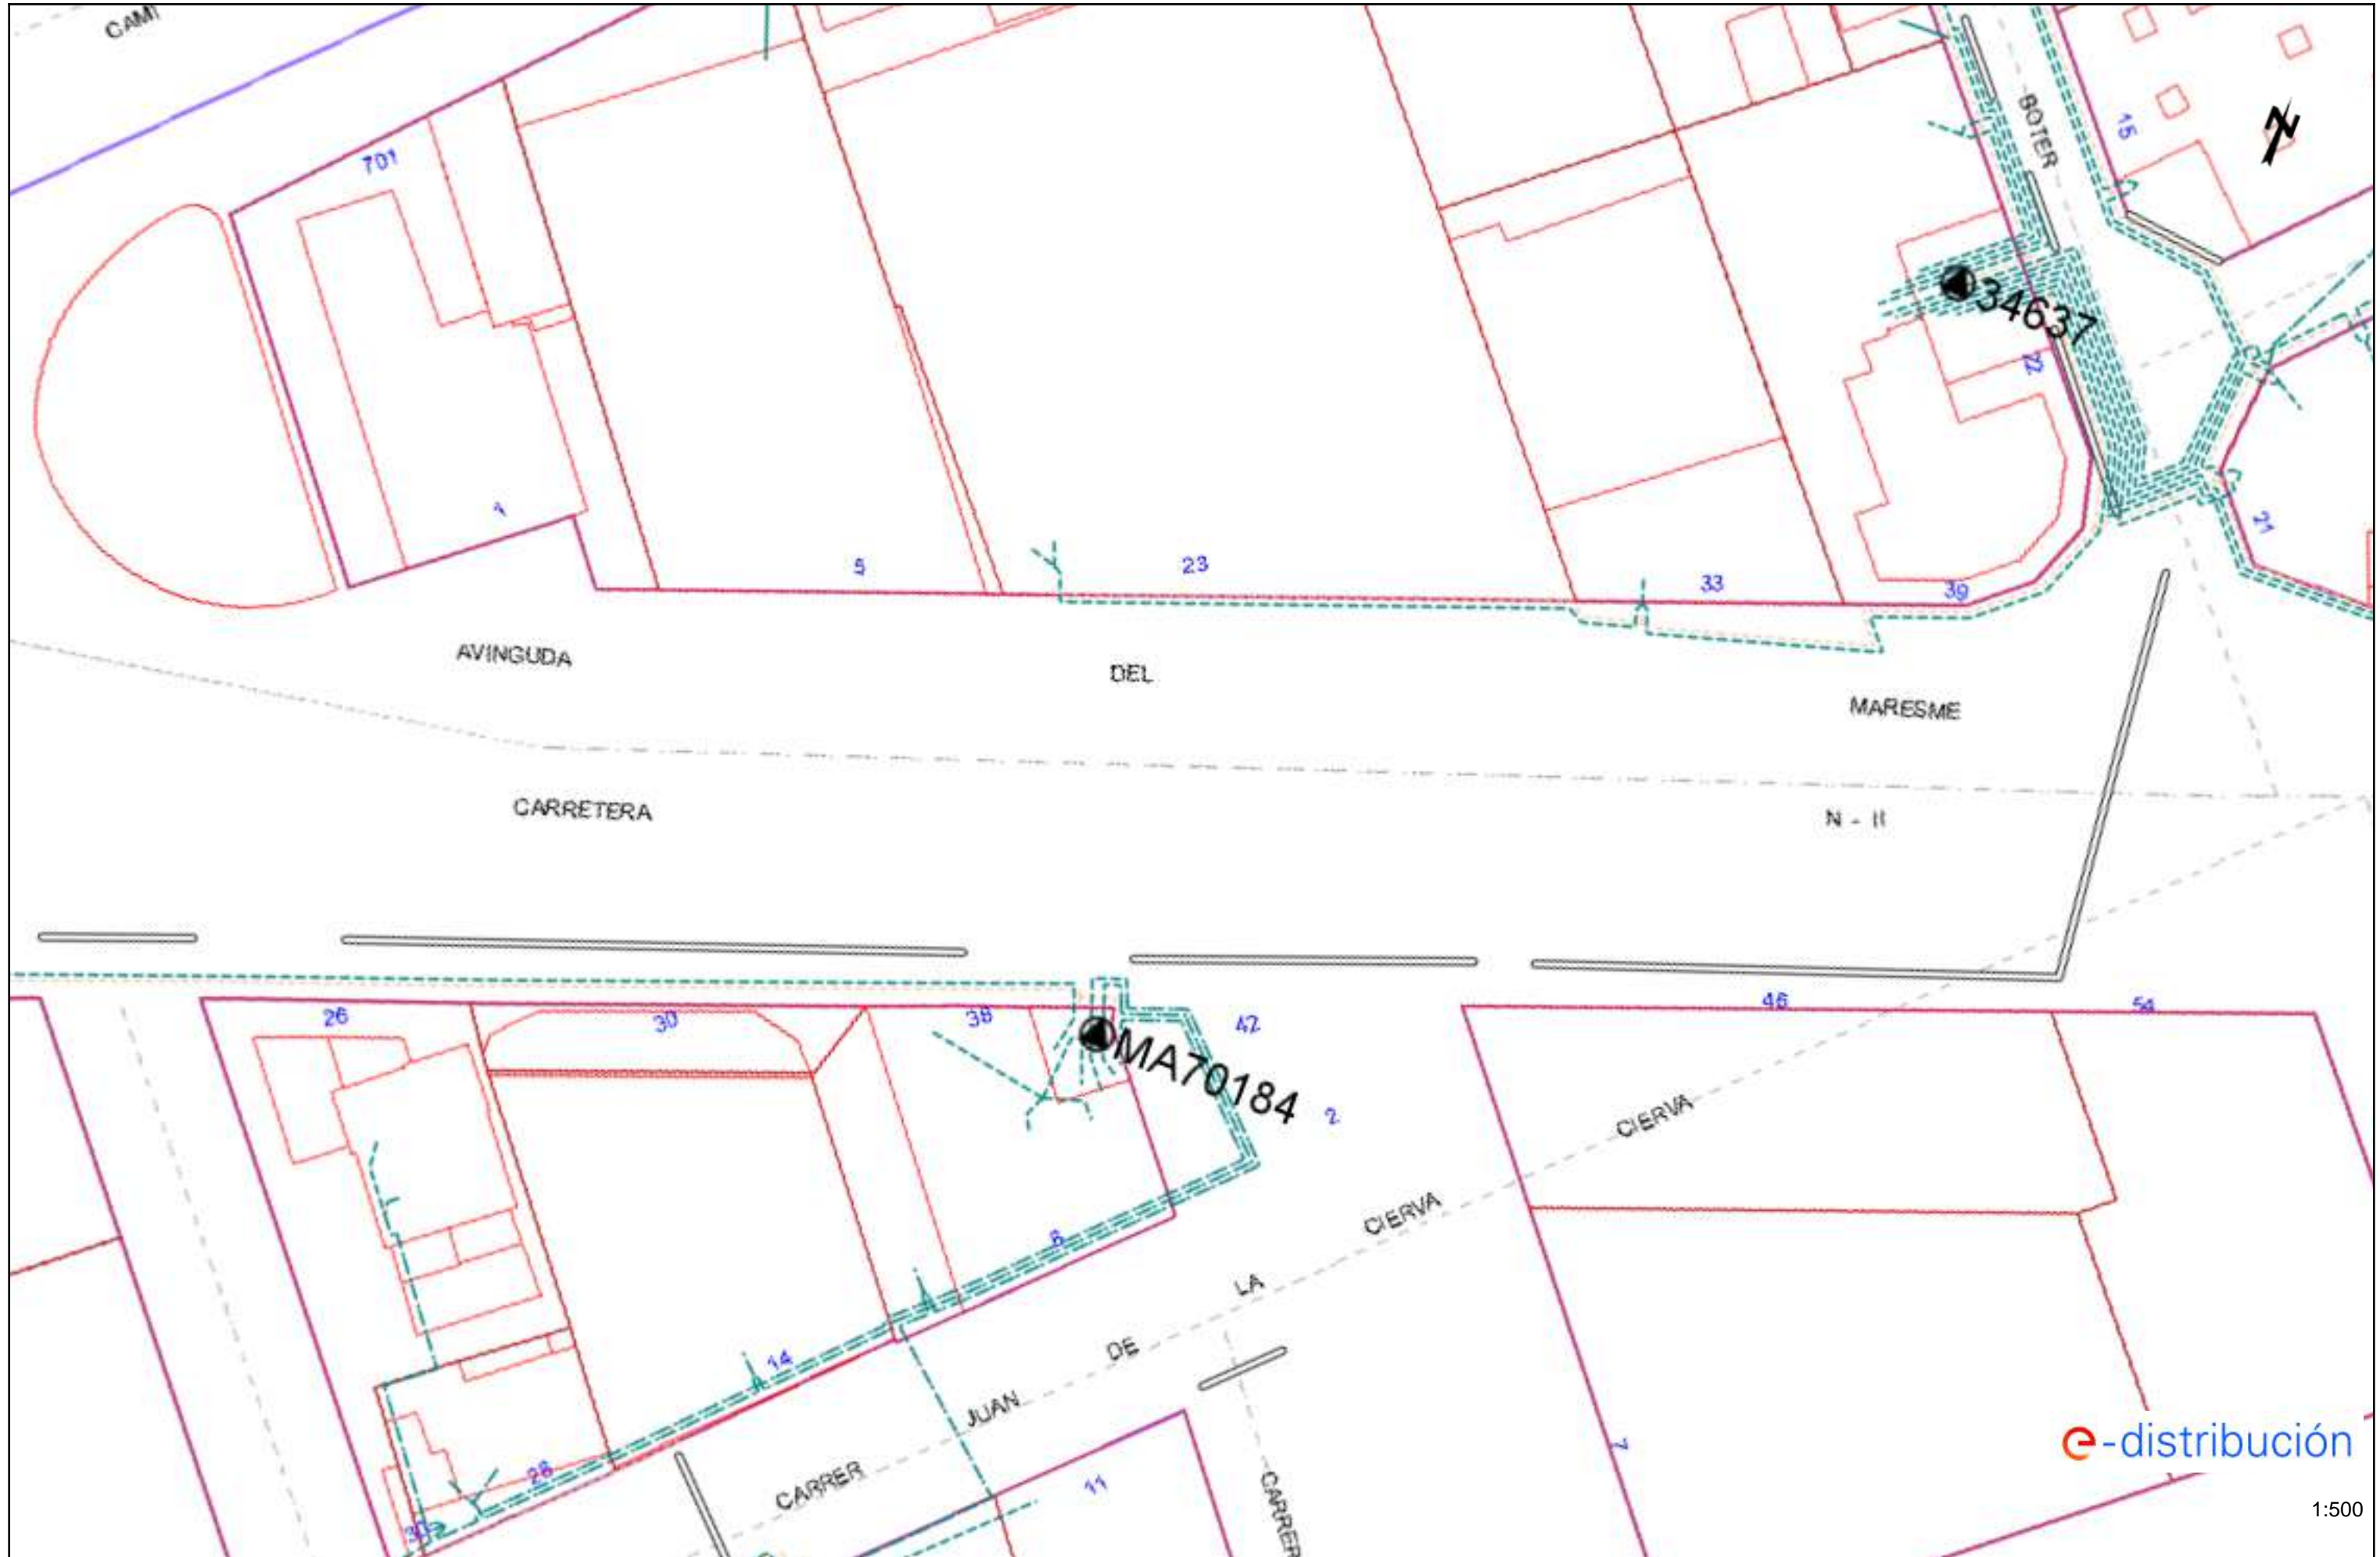 CAMI
701
BOTER
15
34637
22
1
5
23
33
39
21
AVINGUDA
DEL
MARESME
CARRETERA
N - II
26
30
38
42
46
54
MA70184
2
CIERVA
CIERVA
6
LA
DE
14
JUAN
CARRER
28
11
CARRER
7
e-distribución
1:500